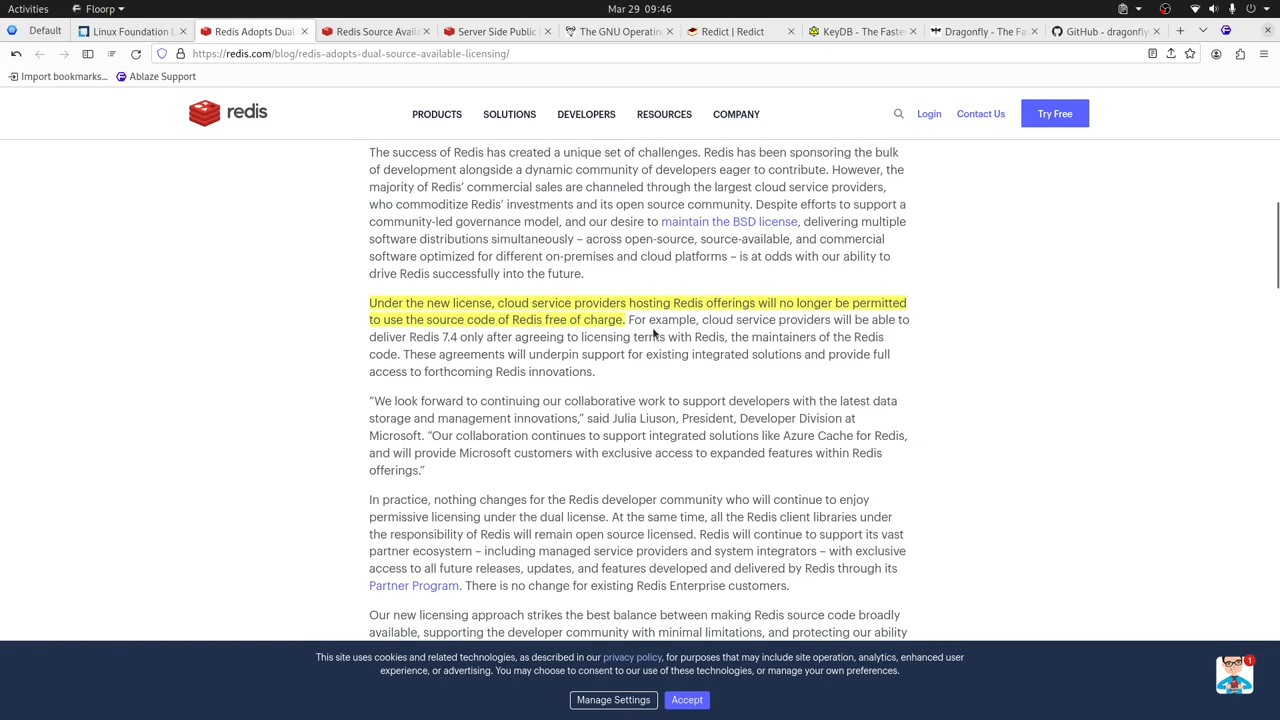 Activities
Floorp
Mar 29 09:46
Default
Linux Foundation L
Redis Adopts Dual
Redis Source Avail
Server Side Public
The GNU Operatin
Redict | Redict
KeyDB - The Faster
Dragonfly - The Fas
GitHub - dragonfly
https://redis.com/blog/redis-adopts-dual-source-available-licensing/
Import bookmarks...
Ablaze Support
redis
PRODUCTS
SOLUTIONS
DEVELOPERS
RESOURCES
COMPANY
Login
Contact Us
Try Free
The success of Redis has created a unique set of challenges. Redis has been sponsoring the bulk
of development alongside a dynamic community of developers eager to contribute. However, the
majority of Redis’ commercial sales are channeled through the largest cloud service providers,
who commoditize Redis’ investments and its open source community. Despite efforts to support a
community-led governance model, and our desire to maintain the BSD license, delivering multiple
software distributions simultaneously – across open-source, source-available, and commercial
software optimized for different on-premises and cloud platforms – is at odds with our ability to
drive Redis successfully into the future.
Under the new license, cloud service providers hosting Redis offerings will no longer be permitted
to use the source code of Redis free of charge. For example, cloud service providers will be able to
deliver Redis 7.4 only after agreeing to licensing terms with Redis, the maintainers of the Redis
code. These agreements will underpin support for existing integrated solutions and provide full
access to forthcoming Redis innovations.
“We look forward to continuing our collaborative work to support developers with the latest data
storage and management innovations,” said Julia Liuson, President, Developer Division at
Microsoft. “Our collaboration continues to support integrated solutions like Azure Cache for Redis,
and will provide Microsoft customers with exclusive access to expanded features within Redis
offerings.”
In practice, nothing changes for the Redis developer community who will continue to enjoy
permissive licensing under the dual license. At the same time, all the Redis client libraries under
the responsibility of Redis will remain open source licensed. Redis will continue to support its vast
partner ecosystem – including managed service providers and system integrators – with exclusive
access to all future releases, updates, and features developed and delivered by Redis through its
Partner Program. There is no change for existing Redis Enterprise customers.
Our new licensing approach strikes the best balance between making Redis source code broadly
available, supporting the developer community with minimal limitations, and protecting our ability
This site uses cookies and related technologies, as described in our privacy policy, for purposes that may include site operation, analytics, enhanced user
experience, or advertising. You may choose to consent to our use of these technologies, or manage your own preferences.
Manage Settings
Accept
1